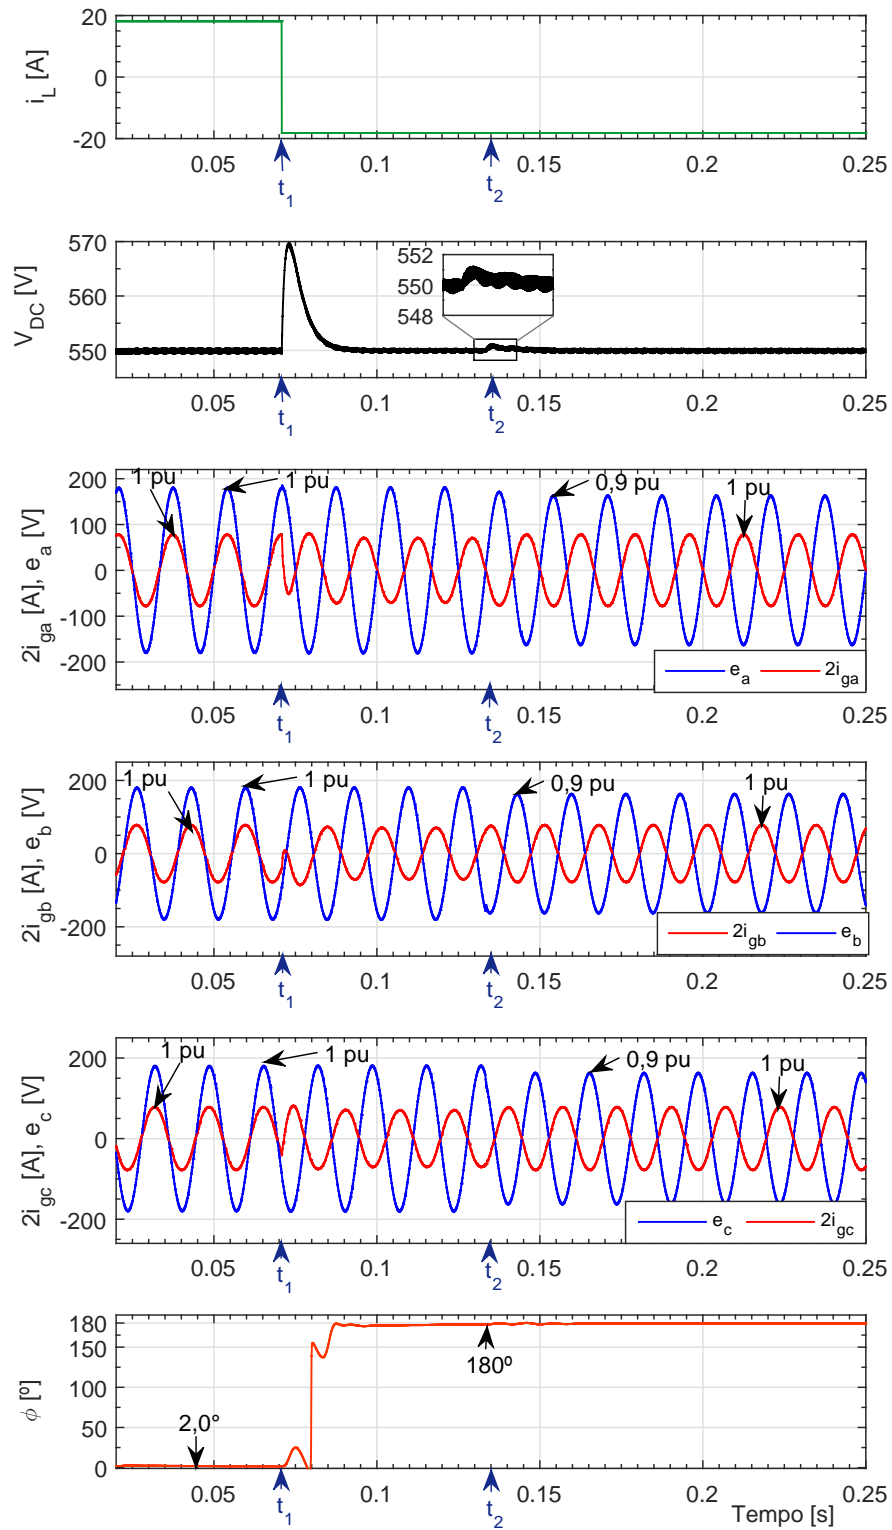 i_L [A]
20
0
-20
0.05 0.1 0.15 0.2 0.25
t_1 t_2
V_DC [V]
570
560
550
552
550
548
0.05 0.1 0.15 0.2 0.25
t_1 t_2
2i_ga [A], e_a [V]
200
100
0
-100
-200
1 pu 1 pu 0,9 pu 1 pu
e_a 2i_ga
0.05 0.1 0.15 0.2 0.25
t_1 t_2
2i_gb [A], e_b [V]
200
0
-200
1 pu 1 pu 0,9 pu 1 pu
2i_gb e_b
0.05 0.1 0.15 0.2 0.25
t_1 t_2
2i_gc [A], e_c [V]
200
0
-200
1 pu 1 pu 0,9 pu 1 pu
e_c 2i_gc
0.05 0.1 0.15 0.2 0.25
t_1 t_2
ϕ [º]
180
150
100
50
0
2,0°
180º
0.05 0.1 0.15 0.2 0.25
t_1 t_2
Tempo [s]